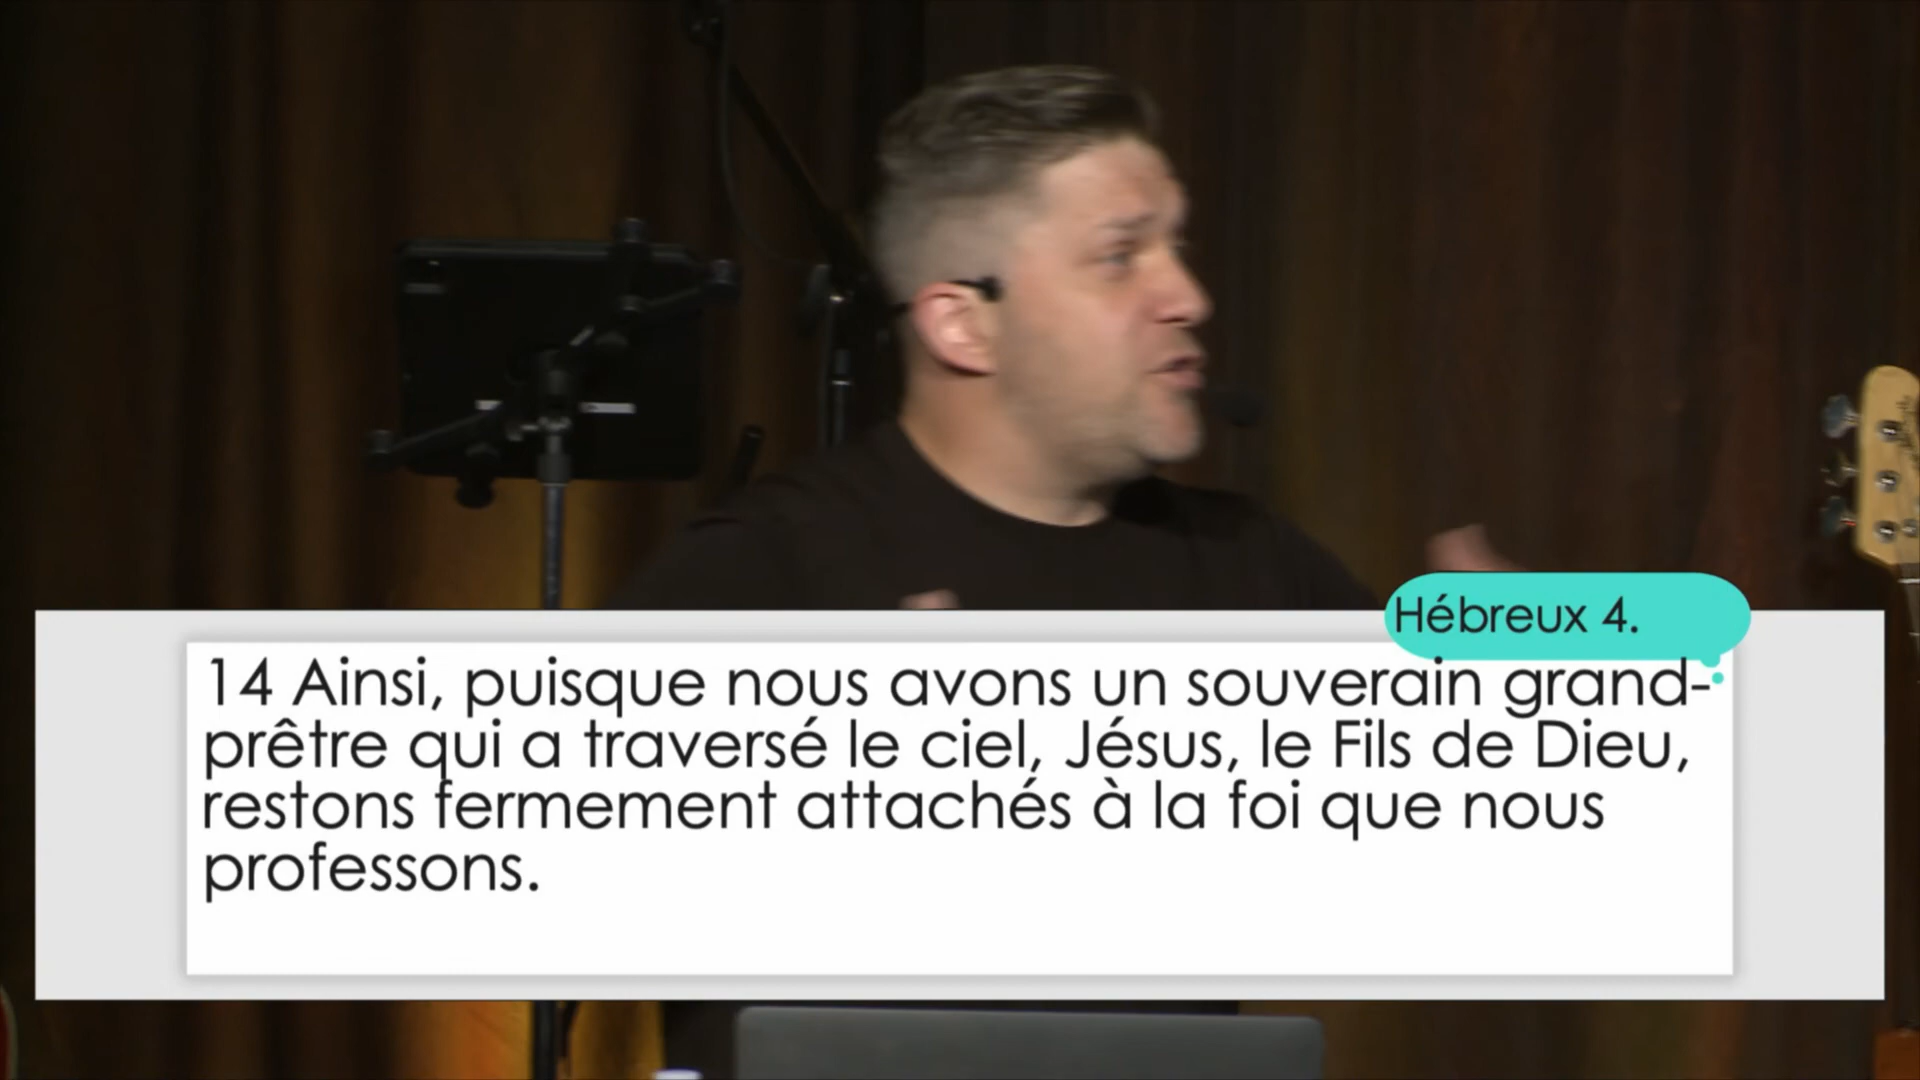 Hébreux 4.
14 Ainsi, puisque nous avons un souverain grand-
prêtre qui a traversé le ciel, Jésus, le Fils de Dieu,
restons fermement attachés à la foi que nous
professons.